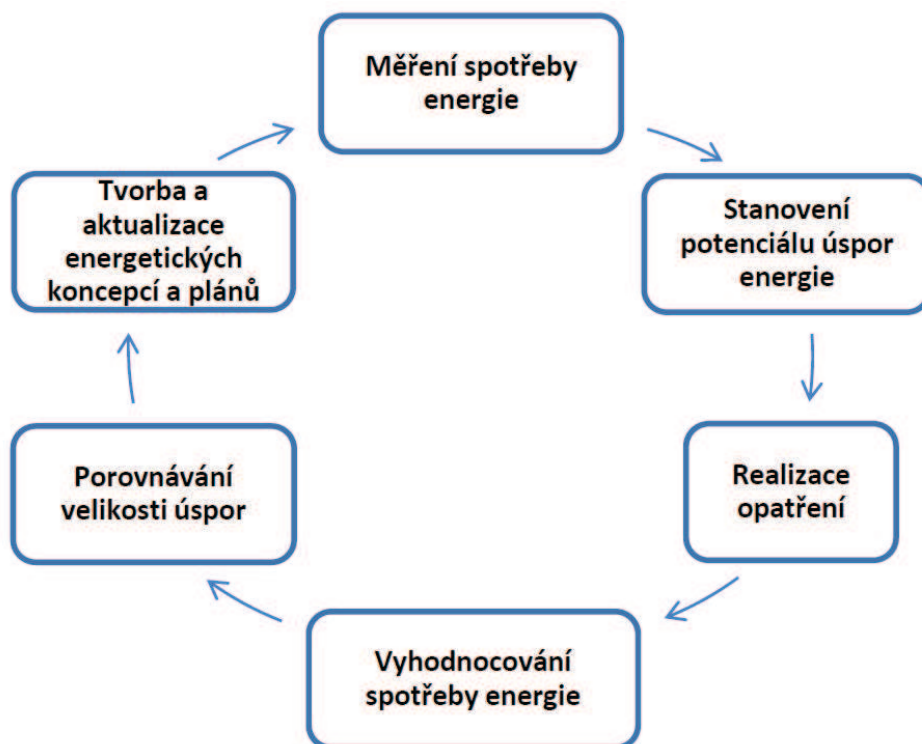 Měření spotřeby
energie
Stanovení
potenciálu úspor
energie
Realizace
opatření
Vyhodnocování
spotřeby energie
Porovnávání
velikosti úspor
Tvorba a
aktualizace
energetických
koncepcí a plánů